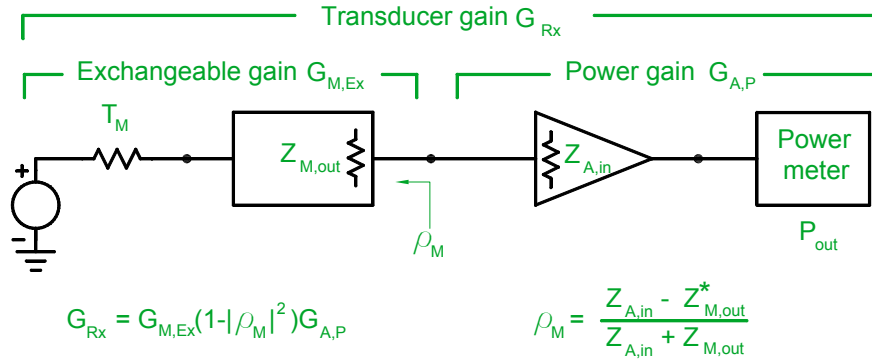 Transducer gain G_Rx
Exchangeable gain G_M,Ex
Power gain G_A,P
T_M
+
−
Z_M,out
Z_A,in
Power
meter
ρ_M
P_out
G_Rx = G_M,Ex(1-|ρ_M|²)G_A,P
ρ_M = (Z_A,in - Z*_M,out) / (Z_A,in + Z_M,out)